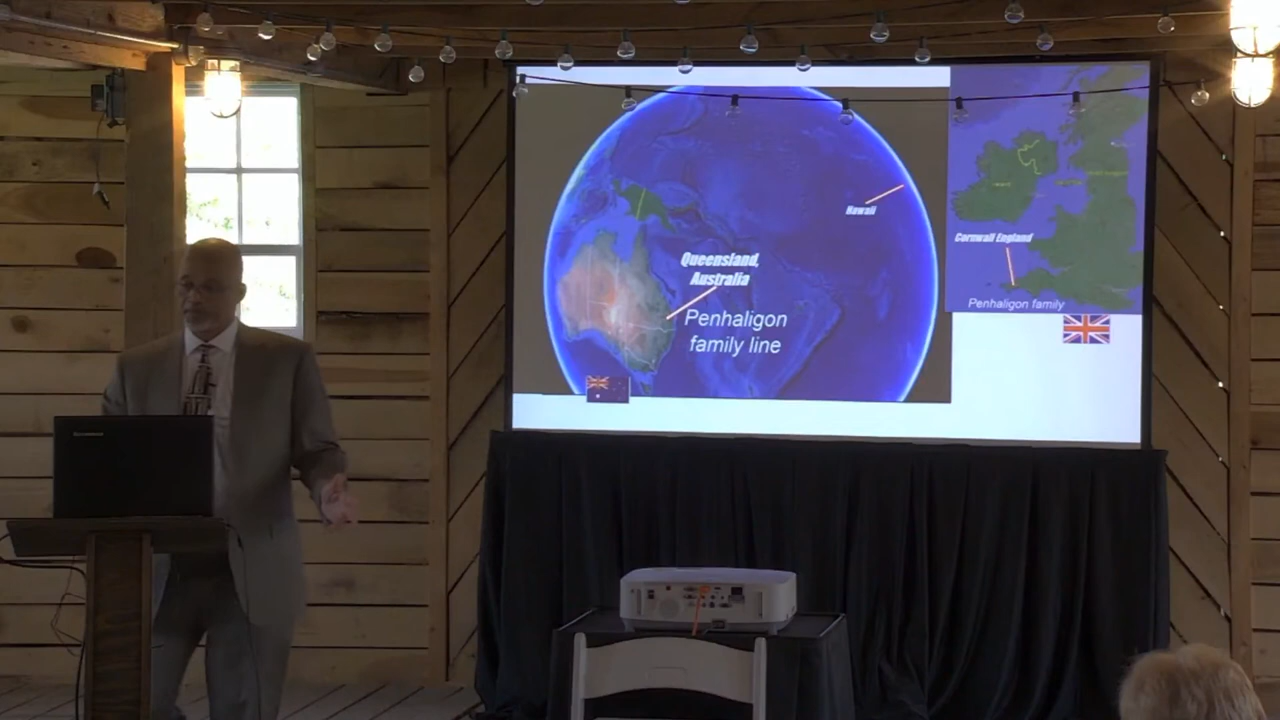 Hawaii
Queensland,
Australia
Penhaligon
family line
Cornwall England
Penhaligon family